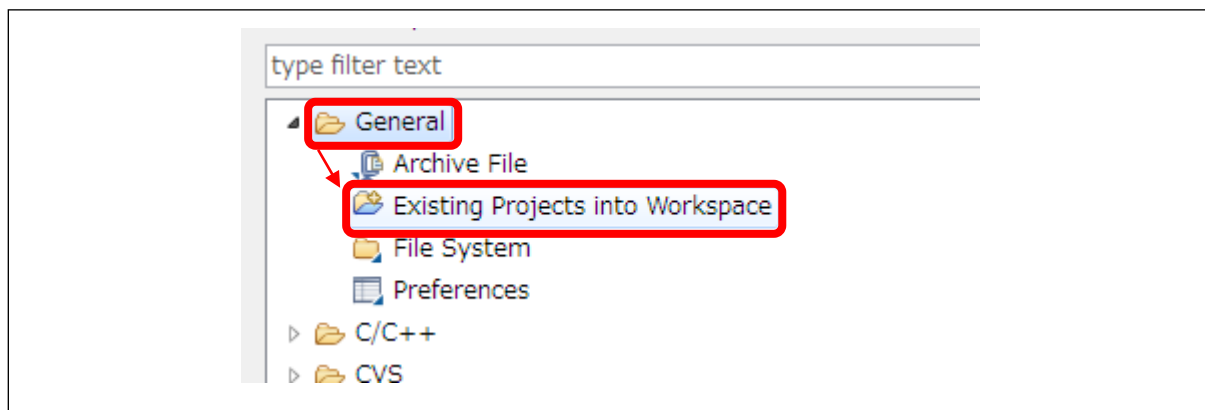 type filter text
General
Archive File
Existing Projects into Workspace
File System
Preferences
C/C++
CVS